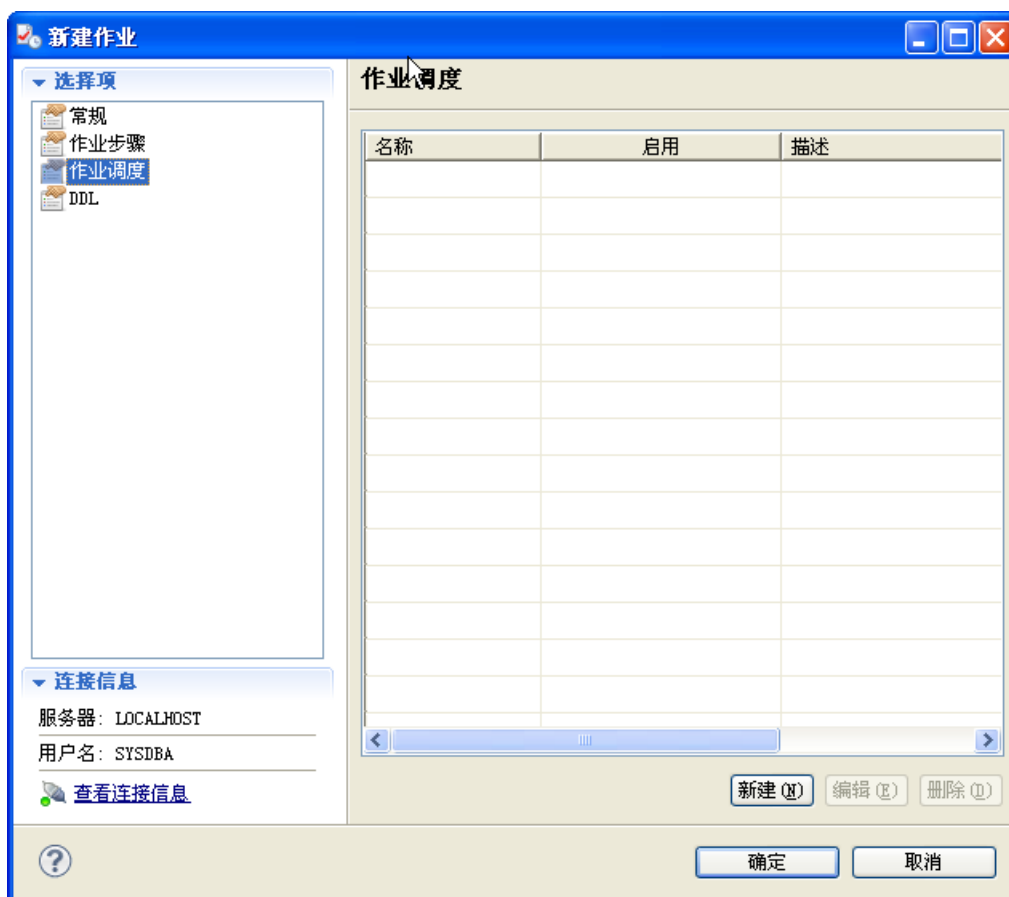 新建作业
选择项
常规
作业步骤
作业调度
DDL
连接信息
服务器: LOCALHOST
用户名: SYSDBA
查看连接信息
作业调度
名称 启用 描述
新建(N) 编辑(E) 删除(D)
?
确定 取消